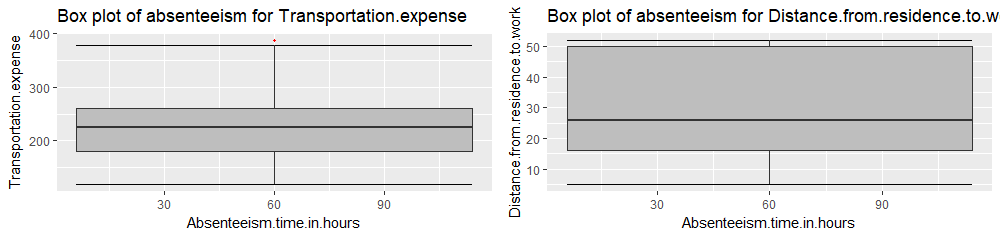 Box plot of absenteeism for Transportation.expense
Transportation.expense
400
300
200
30
60
90
Absenteeism.time.in.hours
Box plot of absenteeism for Distance.from.residence.to.w
Distance.from.residence.to.work
50
40
30
20
10
30
60
90
Absenteeism.time.in.hours